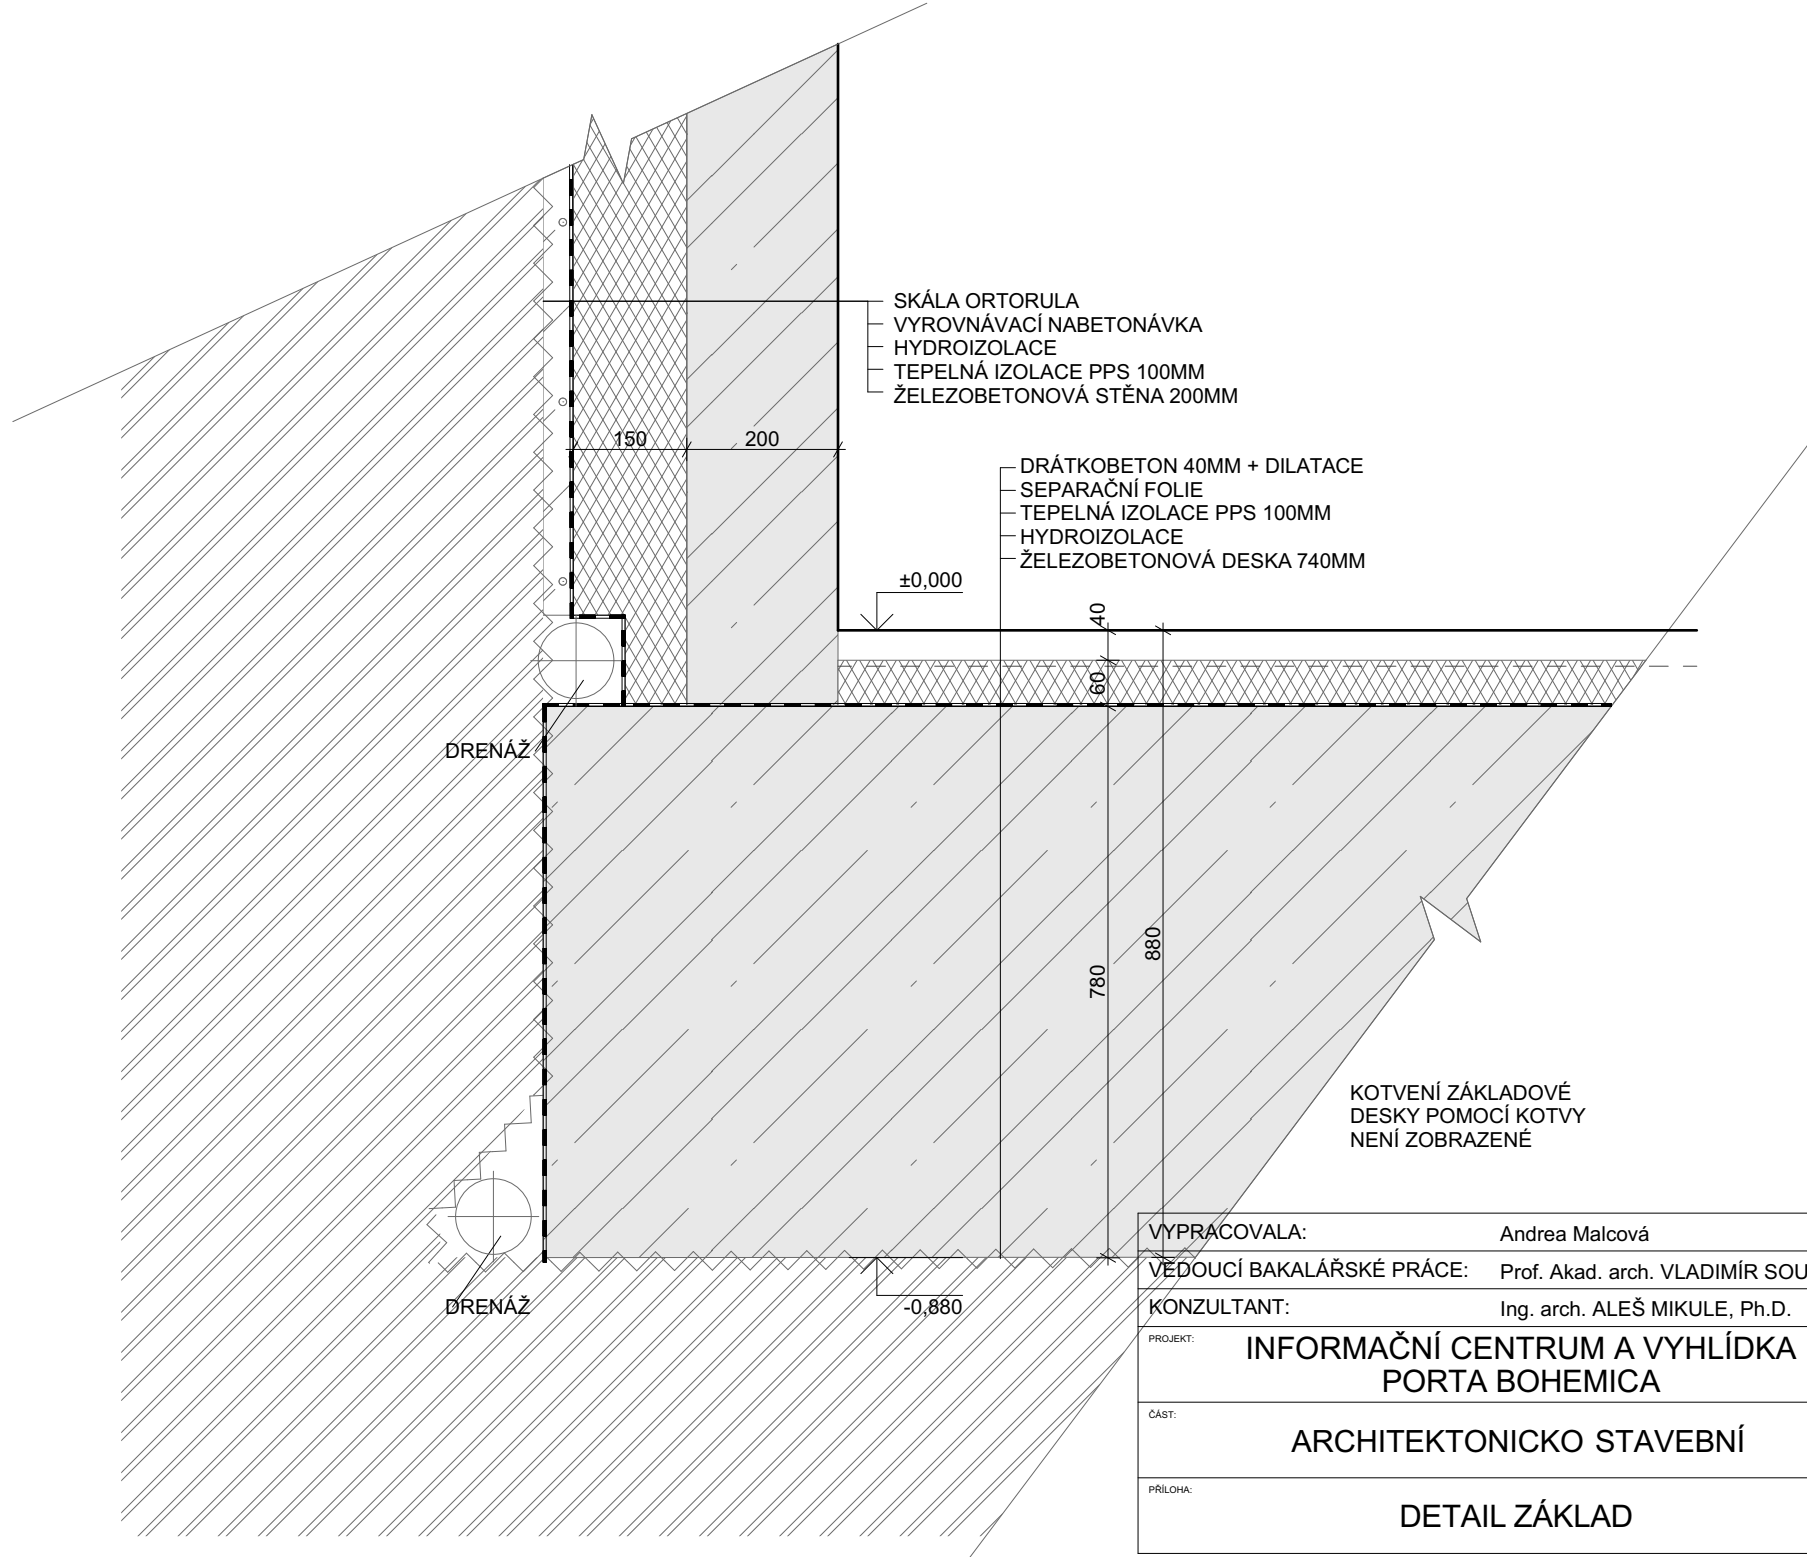 SKÁLA ORTORULA
VYROVNÁVACÍ NABETONÁVKA
HYDROIZOLACE
TEPELNÁ IZOLACE PPS 100MM
ŽELEZOBETONOVÁ STĚNA 200MM
150
200
DRÁTKOBETON 40MM + DILATACE
SEPARAČNÍ FOLIE
TEPELNÁ IZOLACE PPS 100MM
HYDROIZOLACE
ŽELEZOBETONOVÁ DESKA 740MM
±0,000
40
60
DRENÁŽ
780
880
KOTVENÍ ZÁKLADOVÉ
DESKY POMOCÍ KOTVY
NENÍ ZOBRAZENÉ
DRENÁŽ
-0,880
VYPRACOVALA: Andrea Malcová
VEDOUCÍ BAKALÁŘSKÉ PRÁCE: Prof. Akad. arch. VLADIMÍR SOU
KONZULTANT: Ing. arch. ALEŠ MIKULE, Ph.D.
PROJEKT:
INFORMAČNÍ CENTRUM A VYHLÍDKA
PORTA BOHEMICA
ČÁST:
ARCHITEKTONICKO STAVEBNÍ
PŘÍLOHA:
DETAIL ZÁKLAD